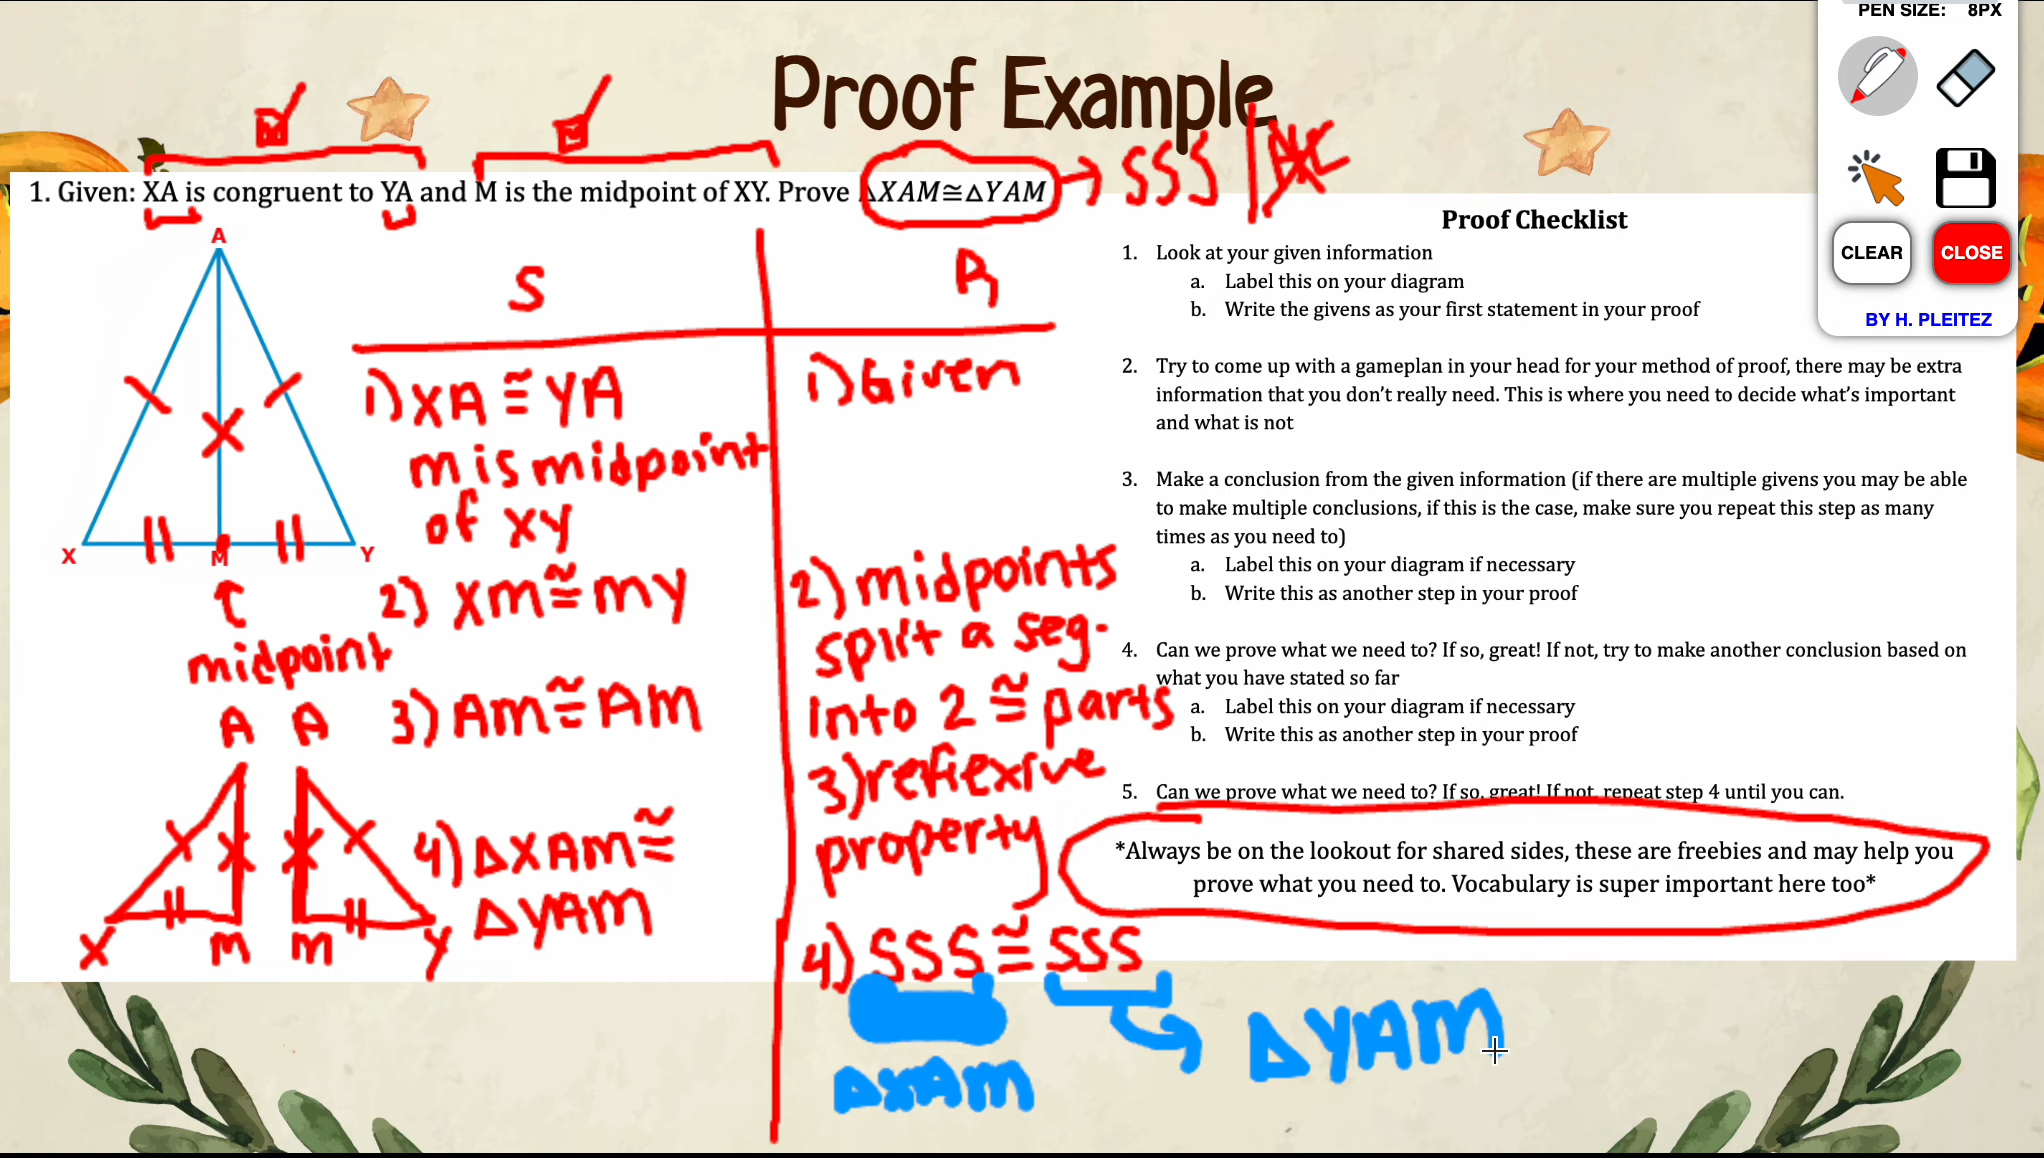 PEN SIZE: 8PX
Proof Example
SSS
1. Given: XA is congruent to YA and M is the midpoint of XY. Prove △XAM≅△YAM
CLEAR
CLOSE
BY H. PLEITEZ
A
X
M
Y
midpoint
A A
X M M Y
S
R
1) XA ≅ YA
1) Given
M is midpoint
of XY
2) XM ≅ MY
2) midpoints
split a seg.
into 2 ≅ parts
3) AM ≅ AM
3) reflexive
property
4) △XAM ≅
△YAM
4) SSS ≅ SSS
△XAM
△YAM
Proof Checklist
1. Look at your given information
a. Label this on your diagram
b. Write the givens as your first statement in your proof
2. Try to come up with a gameplan in your head for your method of proof, there may be extra
information that you don't really need. This is where you need to decide what's important
and what is not
3. Make a conclusion from the given information (if there are multiple givens you may be able
to make multiple conclusions, if this is the case, make sure you repeat this step as many
times as you need to)
a. Label this on your diagram if necessary
b. Write this as another step in your proof
4. Can we prove what we need to? If so, great! If not, try to make another conclusion based on
what you have stated so far
a. Label this on your diagram if necessary
b. Write this as another step in your proof
5. Can we prove what we need to? If so, great! If not, repeat step 4 until you can.
*Always be on the lookout for shared sides, these are freebies and may help you
prove what you need to. Vocabulary is super important here too*